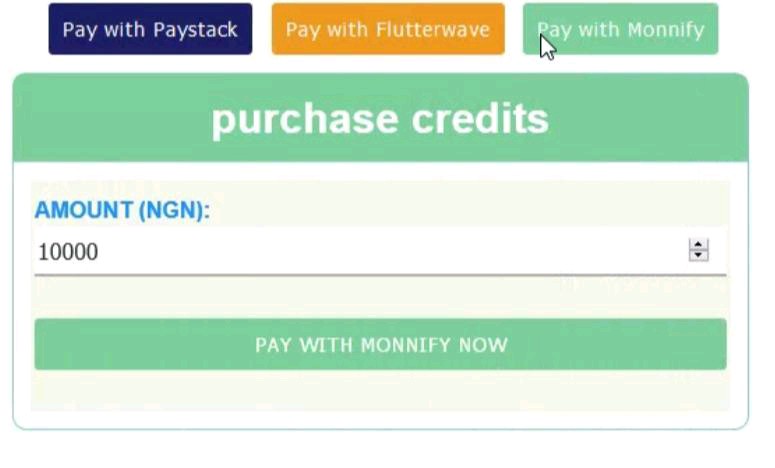 Pay with Paystack Pay with Flutterwave Pay with Monnify
purchase credits
AMOUNT (NGN):
10000
PAY WITH MONNIFY NOW